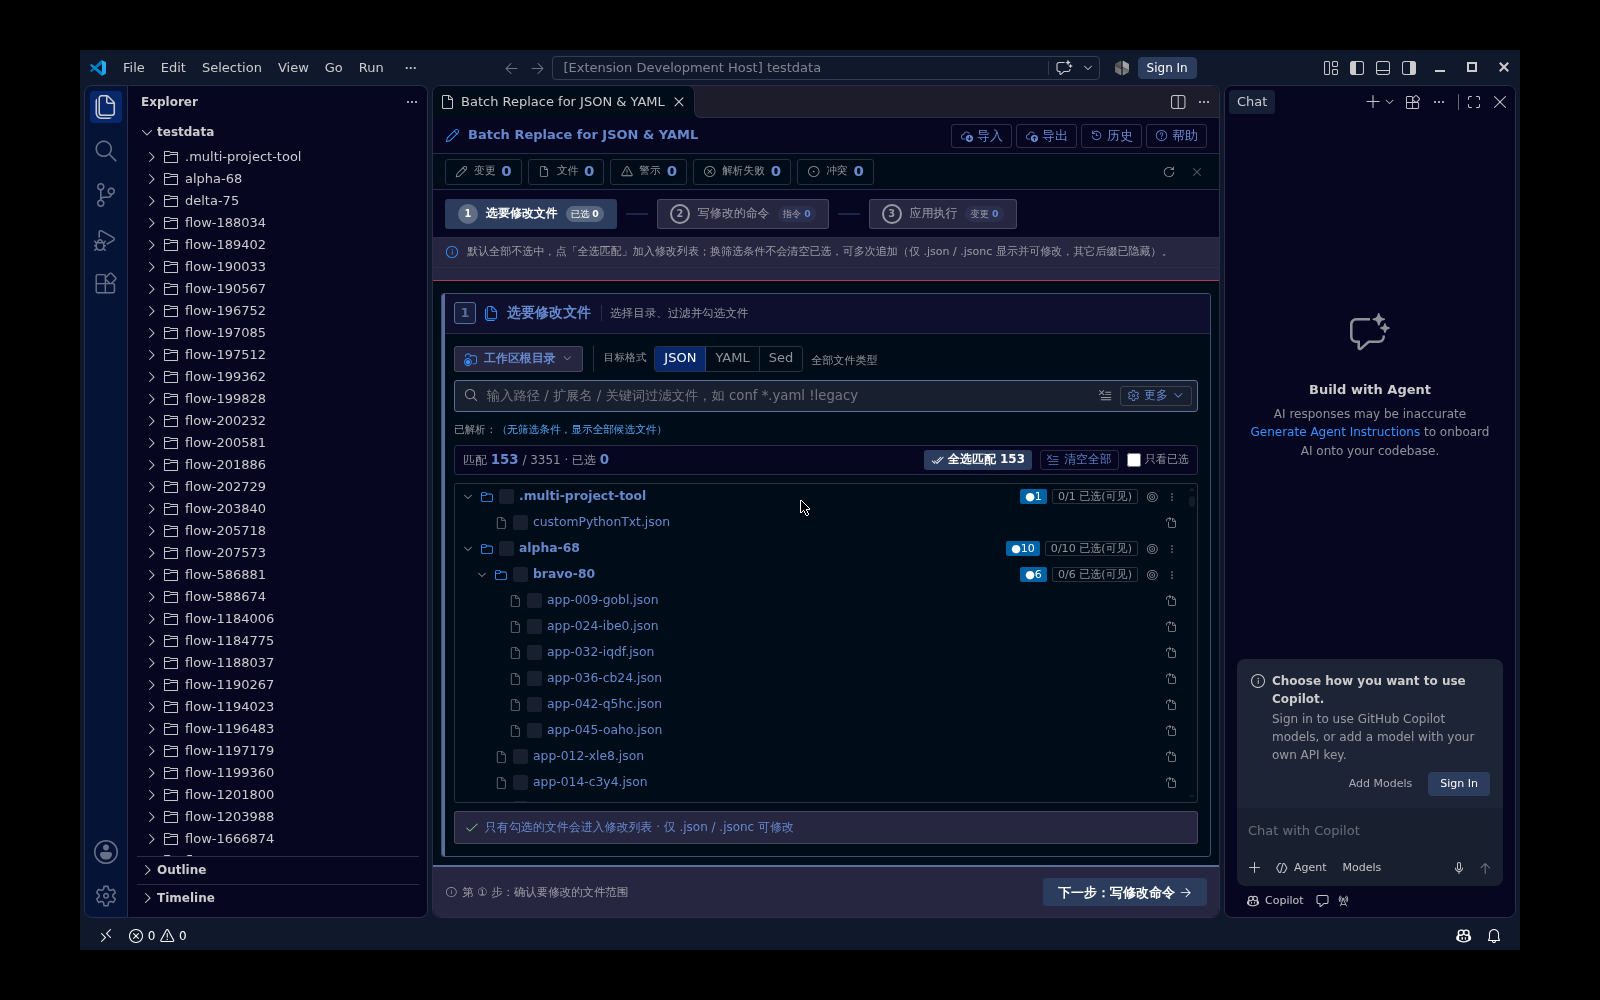 File Edit Selection View Go Run ···
[Extension Development Host] testdata
Sign In
Explorer
testdata
.multi-project-tool
alpha-68
delta-75
flow-188034
flow-189402
flow-190033
flow-190567
flow-196752
flow-197085
flow-197512
flow-199362
flow-199828
flow-200232
flow-200581
flow-201886
flow-202729
flow-203840
flow-205718
flow-207573
flow-586881
flow-588674
flow-1184006
flow-1184775
flow-1188037
flow-1190267
flow-1194023
flow-1196483
flow-1197179
flow-1199360
flow-1201800
flow-1203988
flow-1666874
Outline
Timeline
Batch Replace for JSON & YAML
Batch Replace for JSON & YAML
导入 导出 历史 帮助
变更 0 文件 0 警示 0 解析失败 0 冲突 0
1 选要修改文件 已选 0 2 写修改的命令 指令 0 3 应用执行 变更 0
默认全部不选中，点「全选匹配」加入修改列表；换筛选条件不会清空已选，可多次追加（仅 .json / .jsonc 显示并可修改，其它后缀已隐藏）。
1 选要修改文件 选择目录、过滤并勾选文件
工作区根目录 目标格式 JSON YAML Sed 全部文件类型
输入路径 / 扩展名 / 关键词过滤文件，如 conf *.yaml !legacy 更多
已解析：（无筛选条件，显示全部候选文件）
匹配 153 / 3351 · 已选 0 全选匹配 153 清空全部 只看已选
.multi-project-tool ●1 0/1 已选(可见)
customPythonTxt.json
alpha-68 ●10 0/10 已选(可见)
bravo-80 ●6 0/6 已选(可见)
app-009-gobl.json
app-024-ibe0.json
app-032-iqdf.json
app-036-cb24.json
app-042-q5hc.json
app-045-oaho.json
app-012-xle8.json
app-014-c3y4.json
只有勾选的文件会进入修改列表 · 仅 .json / .jsonc 可修改
第 ① 步：确认要修改的文件范围
下一步：写修改命令 →
Chat
Build with Agent
AI responses may be inaccurate
Generate Agent Instructions to onboard
AI onto your codebase.
Choose how you want to use
Copilot.
Sign in to use GitHub Copilot
models, or add a model with your
own API key.
Add Models Sign In
Chat with Copilot
Agent Models
Copilot
0 0